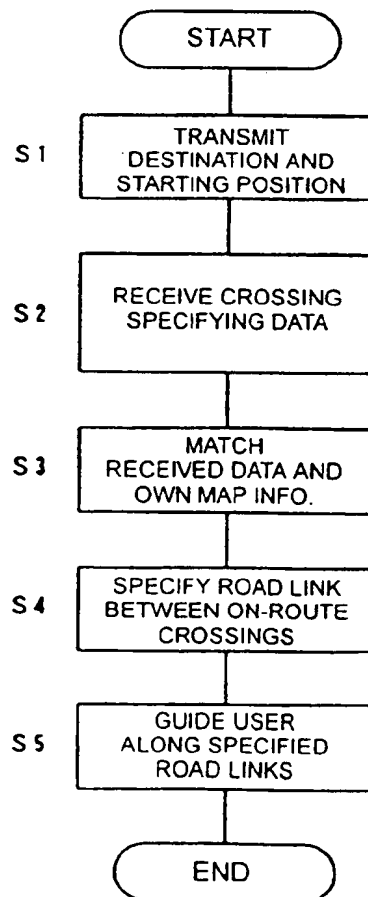 START
S1
TRANSMIT
DESTINATION AND
STARTING POSITION
S2
RECEIVE CROSSING
SPECIFYING DATA
S3
MATCH
RECEIVED DATA AND
OWN MAP INFO.
S4
SPECIFY ROAD LINK
BETWEEN ON-ROUTE
CROSSINGS
S5
GUIDE USER
ALONG SPECIFIED
ROAD LINKS
END